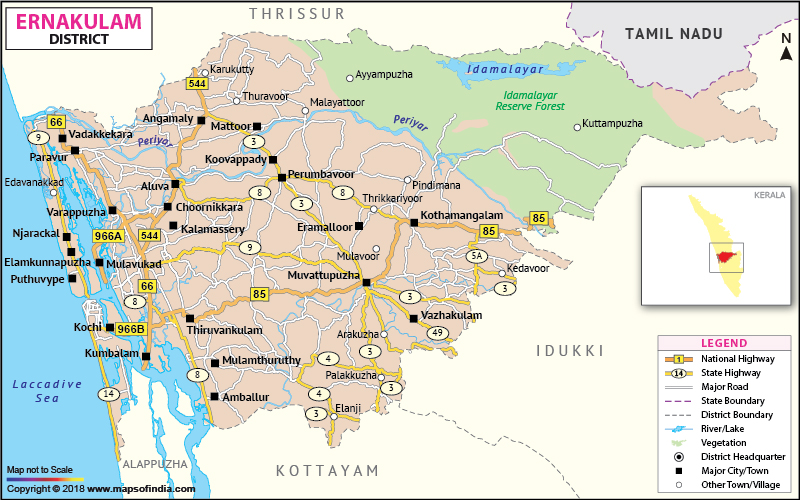 ERNAKULAM
DISTRICT
THRISSUR
TAMIL NADU
N
Karukutty
544
Thuravoor
Malayattoor
Ayyampuzha
Idamalayar
Idamalayar
Reserve Forest
Kuttampuzha
Angamaly
Mattoor
3
Periyar
66
9
Vadakkekara
Paravur
Periyar
Koovappady
Perumbavoor
Edavanakkad
Aluva
8
3
8
Pindimana
Thrikkariyoor
Varappuzha
Choornikkara
Kothamangalam
85
85
Njarackal
966A
544
Kalamassery
Eramalloor
Elamkunnapuzha
Mulavukad
9
Mulavoor
5A
Kedavoor
Puthuvype
66
Muvattupuzha
85
3
3
8
Kochi
966B
Thiruvankulam
Vazhakulam
Arakuzha
49
Kumbalam
Mulamthuruthy
4
3
IDUKKI
Laccadive
Sea
14
8
Palakkuzha
3
4
Amballur
3
Elanji
ALAPPUZHA
KOTTAYAM
KERALA
LEGEND
1 National Highway
14 State Highway
Major Road
State Boundary
District Boundary
River/Lake
Vegetation
District Headquarter
Major City/Town
Other Town/Village
Map not to Scale
Copyright © 2018 www.mapsofindia.com